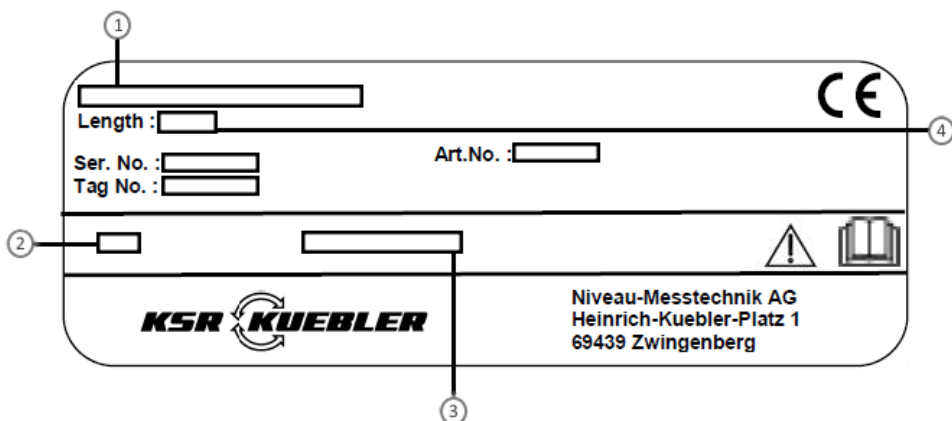 1
CE
Length :
4
Art.No. :
Ser. No. :
Tag No. :
2
KSR KUEBLER
Niveau-Messtechnik AG
Heinrich-Kuebler-Platz 1
69439 Zwingenberg
3